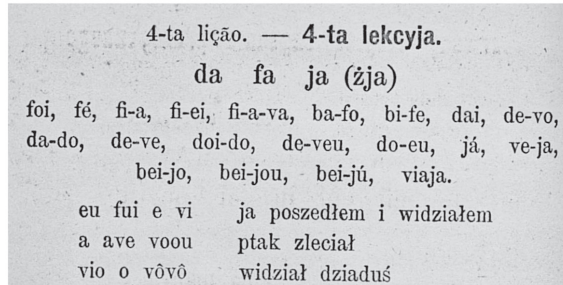 4-ta lição. — 4-ta lekcyja.
da fa ja (żja)
foi, fé, fi-a, fi-ei, fi-a-va, ba-fo, bi-fe, dai, de-vo,
da-do, de-ve, doi-do, de-veu, do-eu, já, ve-ja,
bei-jo, bei-jou, bei-jú, viaja.
eu fui e vi ja poszedłem i widziałem
a ave voou ptak zleciał
vio o vôvô widział dziaduś